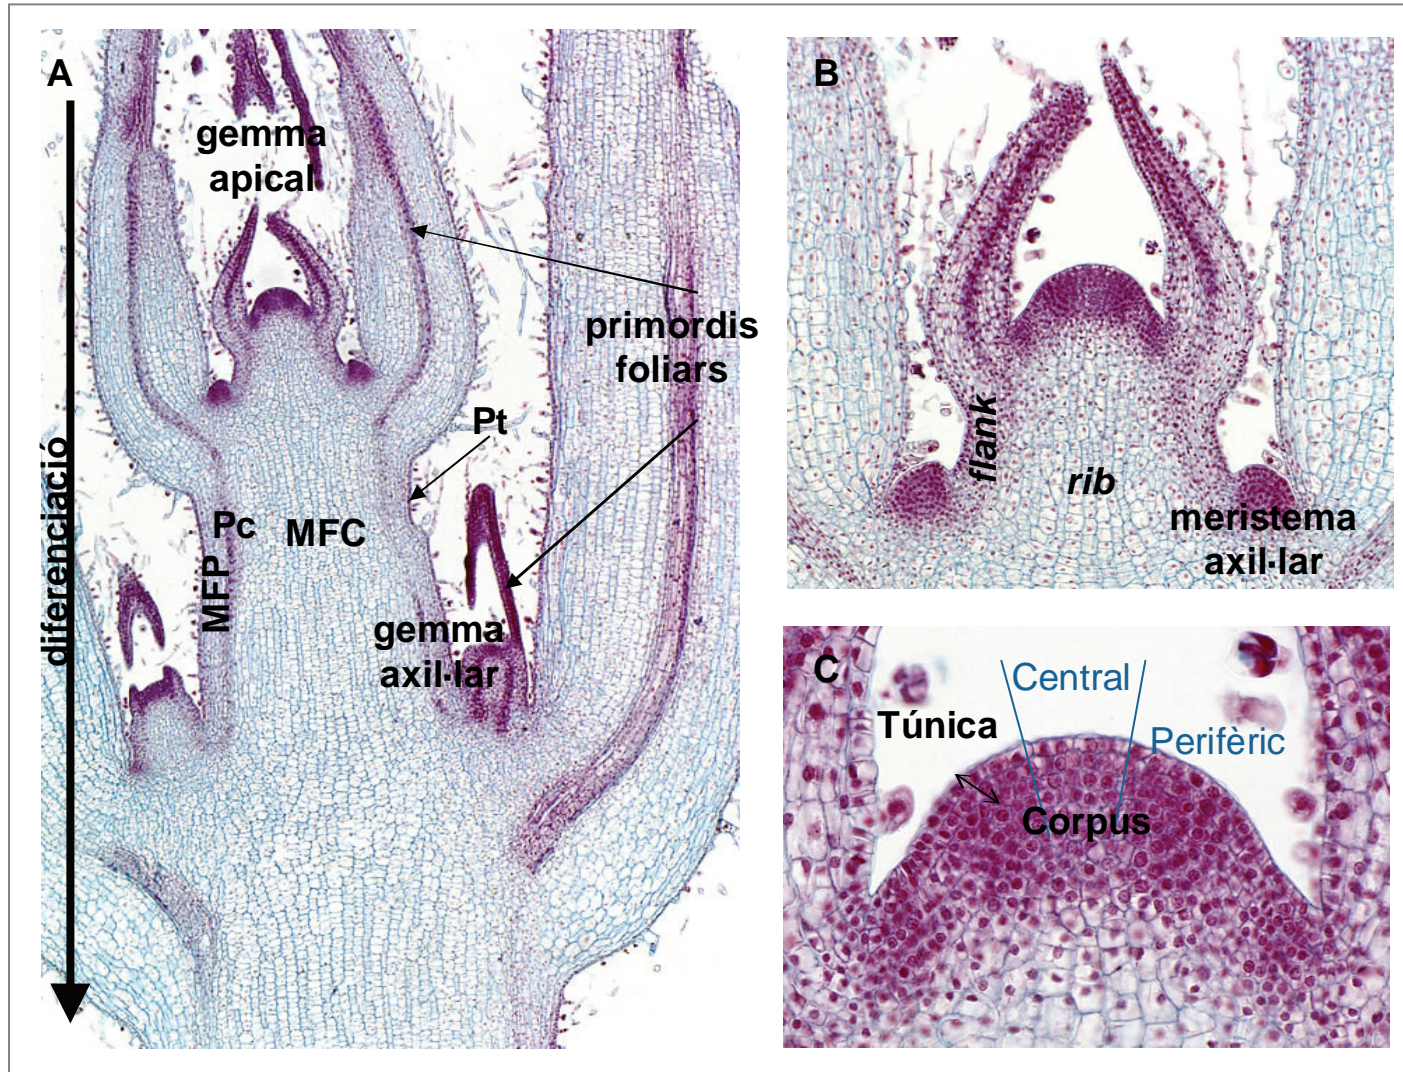 A
gemma
apical
primordis
foliars
Pt
Pc
MFC
MFP
gemma
axil·lar
diferenciació
B
flank
rib
meristema
axil·lar
C
Central
Túnica
Perifèric
Corpus